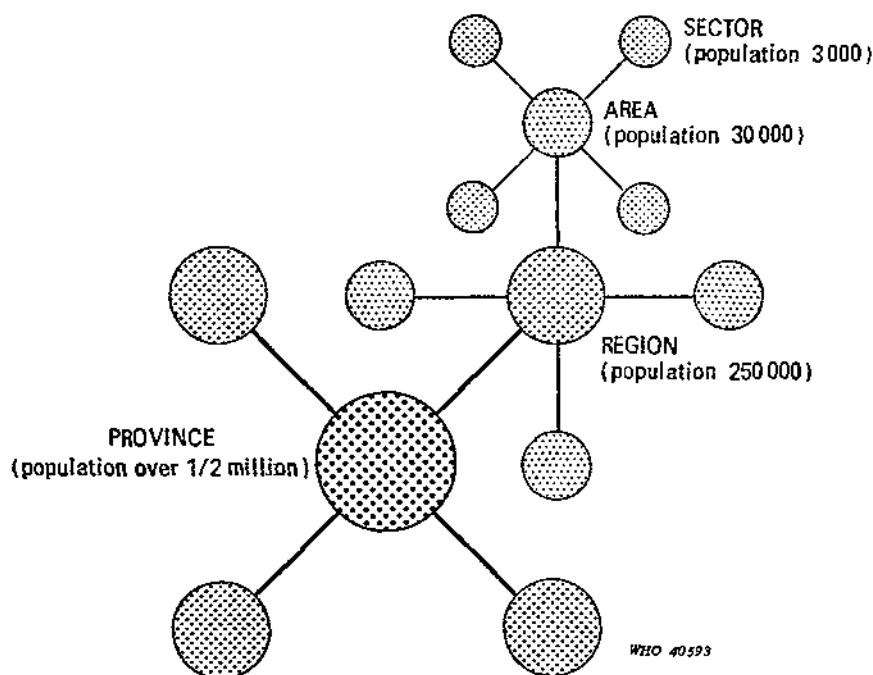 SECTOR
(population 3000)
AREA
(population 30000)
REGION
(population 250000)
PROVINCE
(population over 1/2 million)
WHO 40593